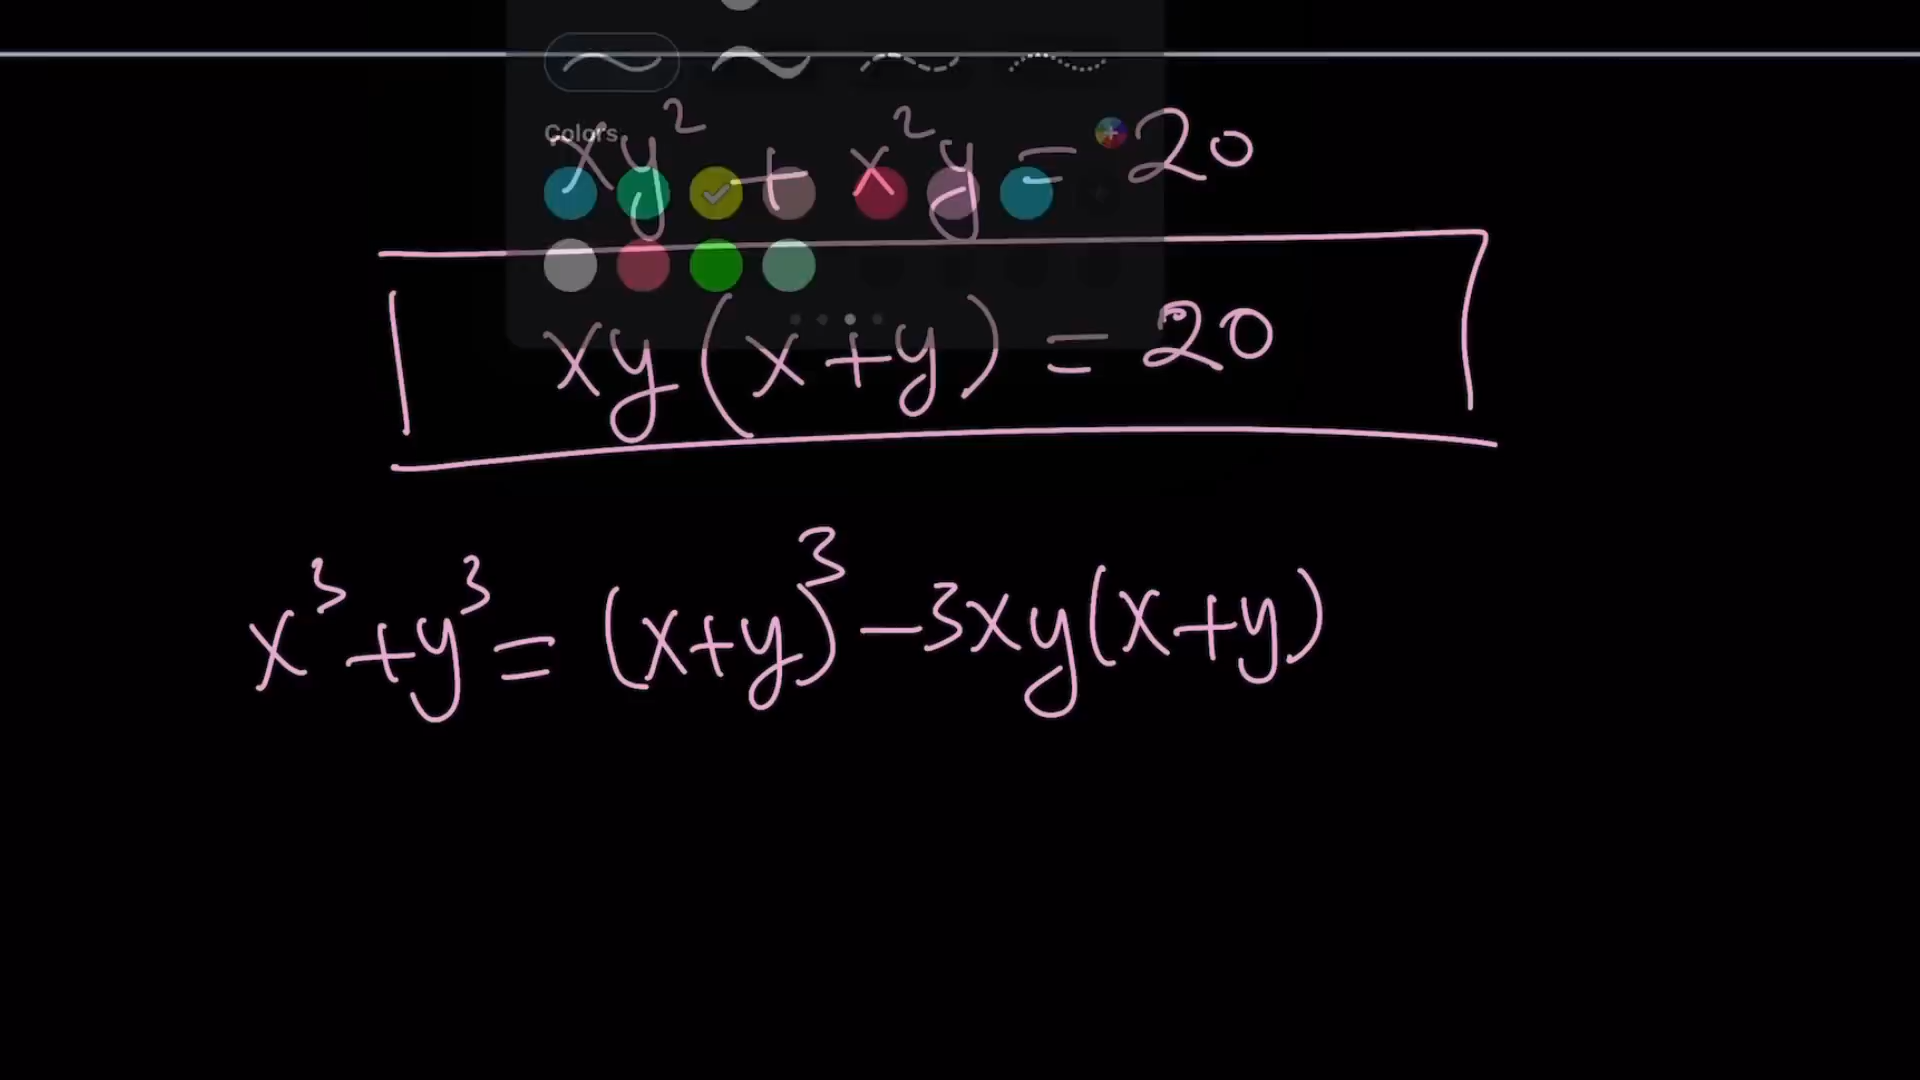 Colors
xy² + x²y = 20
xy(x+y) = 20
x³+y³ = (x+y)³ − 3xy(x+y)